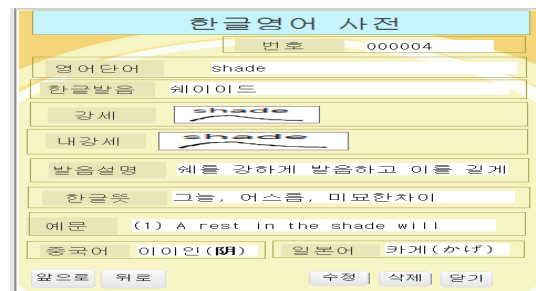 한글영어 사전
번호 000004
영어단어 shade
한글발음 쉐이이드
강세 shade
내강세 shade
발음설명 쉐를 강하게 발음하고 이를 길게
한글뜻 그늘, 어스름, 미묘한차이
예문 (1) A rest in the shade will
중국어 이이인(阴) 일본어 카게(かげ)
앞으로 뒤로 수정 삭제 닫기